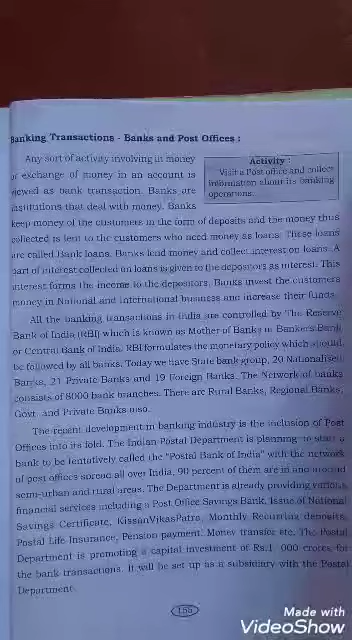 Banking Transactions - Banks and Post Offices :
Any sort of activity involving in money
or exchange of money in an account is
viewed as bank transaction. Banks are
institutions that deal with money. Banks
Activity :
Visit a Post office and collect
information about its banking
operations.
keep money of the customers in the form of deposits and the money thus
collected is lent to the customers who need money as loans. These loans
are called Bank loans. Banks lend money and collect interest on loans. A
part of interest collected on loans is given to the depositors as interest. This
interest forms the income to the depositors. Banks invest the customers
money in National and International business and increase their funds.
All the banking transactions in India are controlled by The Reserve
Bank of India (RBI) which is known as Mother of Banks or Bankers Bank
or Central Bank of India. RBI formulates the monetary policy which should
be followed by all banks. Today we have State bank group, 20 Nationalised
Banks, 21 Private Banks and 19 Foreign Banks. The Network of banks
consists of 8000 bank branches. There are Rural Banks, Regional Banks,
Govt. and Private Banks also.
The recent development in banking industry is the inclusion of Post
Offices into its fold. The Indian Postal Department is planning to start a
bank to be tentatively called the "Postal Bank of India" with the network
of post offices spread all over India, 90 percent of them are in and around
semi-urban and rural areas. The Department is already providing various
financial services including a Post Office Savings Bank, Issue of National
Savings Certificate, KissanVikasPatra, Monthly Recurring deposits,
Postal Life Insurance, Pension payment, Money transfer etc. The Postal
Department is promoting a capital investment of Rs.1 000 crores for
the bank transactions. It will be set up as a subsidiary with the Postal
Department.
155
Made with
VideoShow